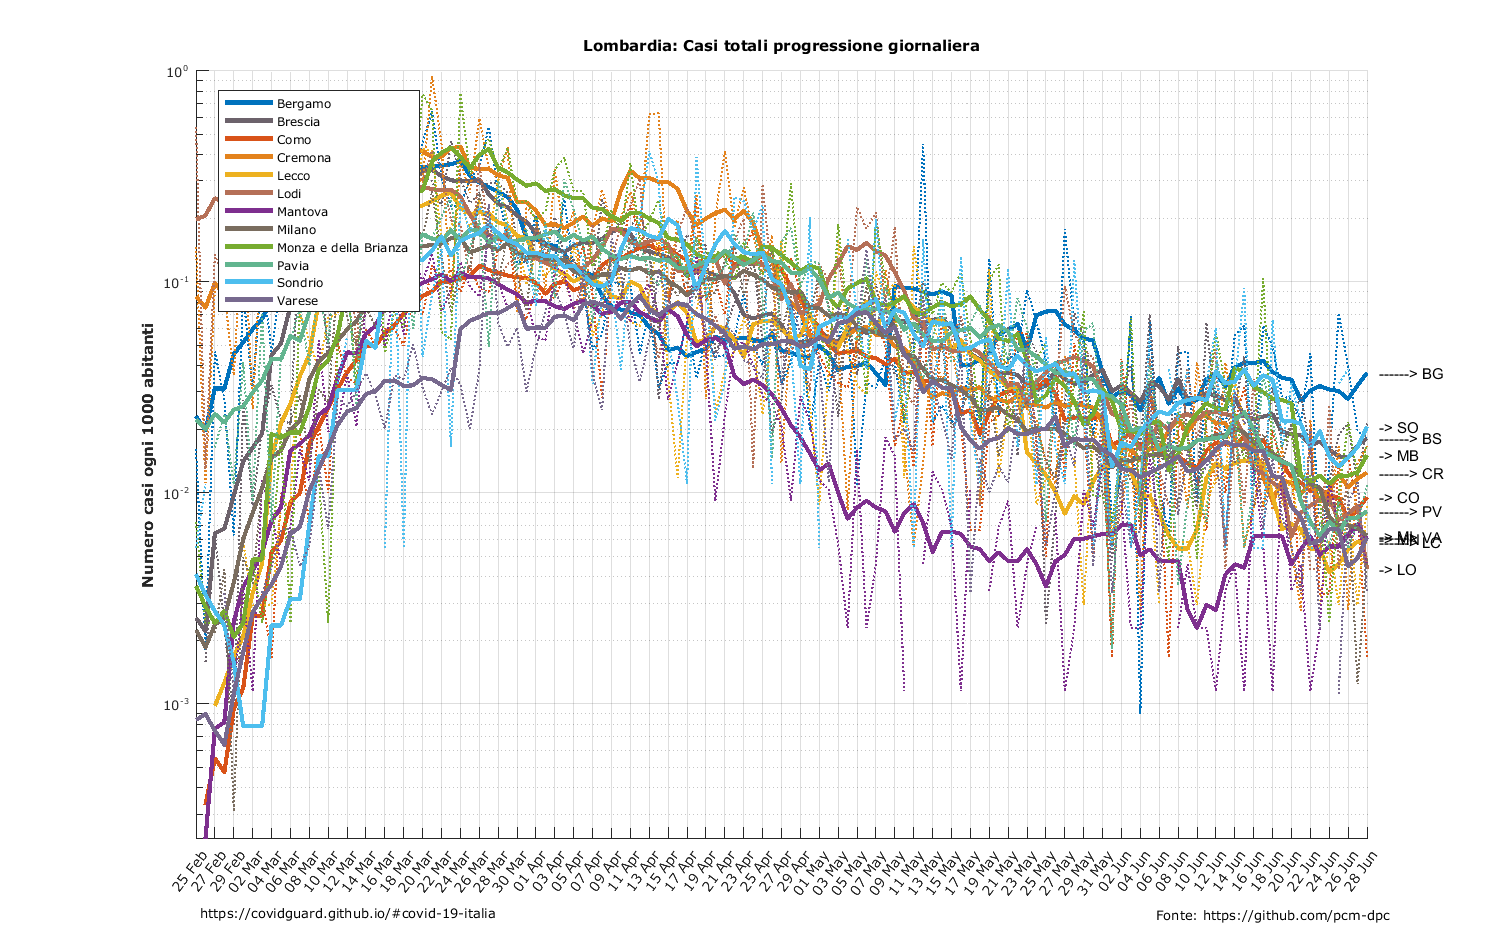 Lombardia: Casi totali progressione giornaliera
Numero casi ogni 1000 abitanti
10⁰
10⁻¹
10⁻²
10⁻³
Bergamo
Brescia
Como
Cremona
Lecco
Lodi
Mantova
Milano
Monza e della Brianza
Pavia
Sondrio
Varese
------> BG
-> SO
------> BS
-> MB
------> CR
-> CO
------> PV
VA
LC
-> LO
25 Feb
27 Feb
29 Feb
02 Mar
04 Mar
06 Mar
08 Mar
10 Mar
12 Mar
14 Mar
16 Mar
18 Mar
20 Mar
22 Mar
24 Mar
26 Mar
28 Mar
30 Mar
01 Apr
03 Apr
05 Apr
07 Apr
09 Apr
11 Apr
13 Apr
15 Apr
17 Apr
19 Apr
21 Apr
23 Apr
25 Apr
27 Apr
29 Apr
01 May
03 May
05 May
07 May
09 May
11 May
13 May
15 May
17 May
19 May
21 May
23 May
25 May
27 May
29 May
31 May
02 Jun
04 Jun
06 Jun
08 Jun
10 Jun
12 Jun
14 Jun
16 Jun
18 Jun
20 Jun
22 Jun
24 Jun
26 Jun
28 Jun
https://covidguard.github.io/#covid-19-italia
Fonte: https://github.com/pcm-dpc